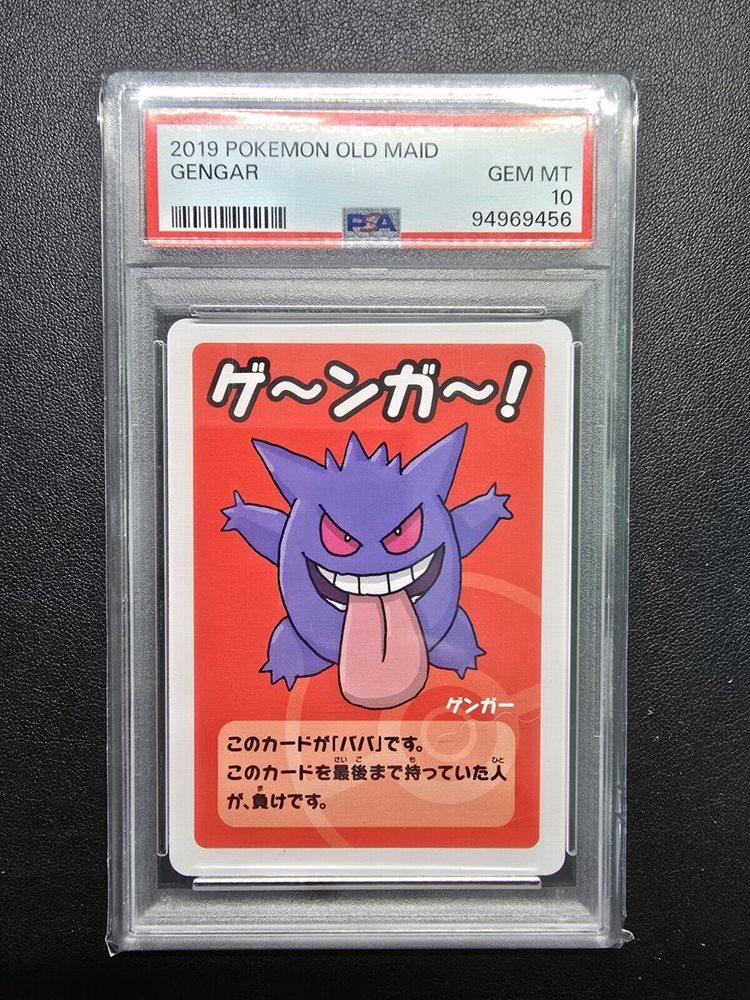 2019 POKEMON OLD MAID
GENGAR
GEM MT
10
94969456
PSA
ゲ〜ンガ〜!
ゲンガー
このカードが「ババ」です。
このカードを最後まで持っていた人
が、負けです。